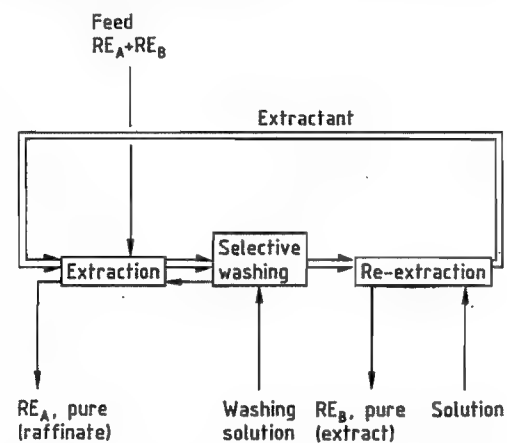 Feed
RE_A+RE_B
Extractant
Selective
washing
Extraction
Re-extraction
RE_A, pure
(raffinate)
Washing
solution
RE_B, pure
(extract)
Solution